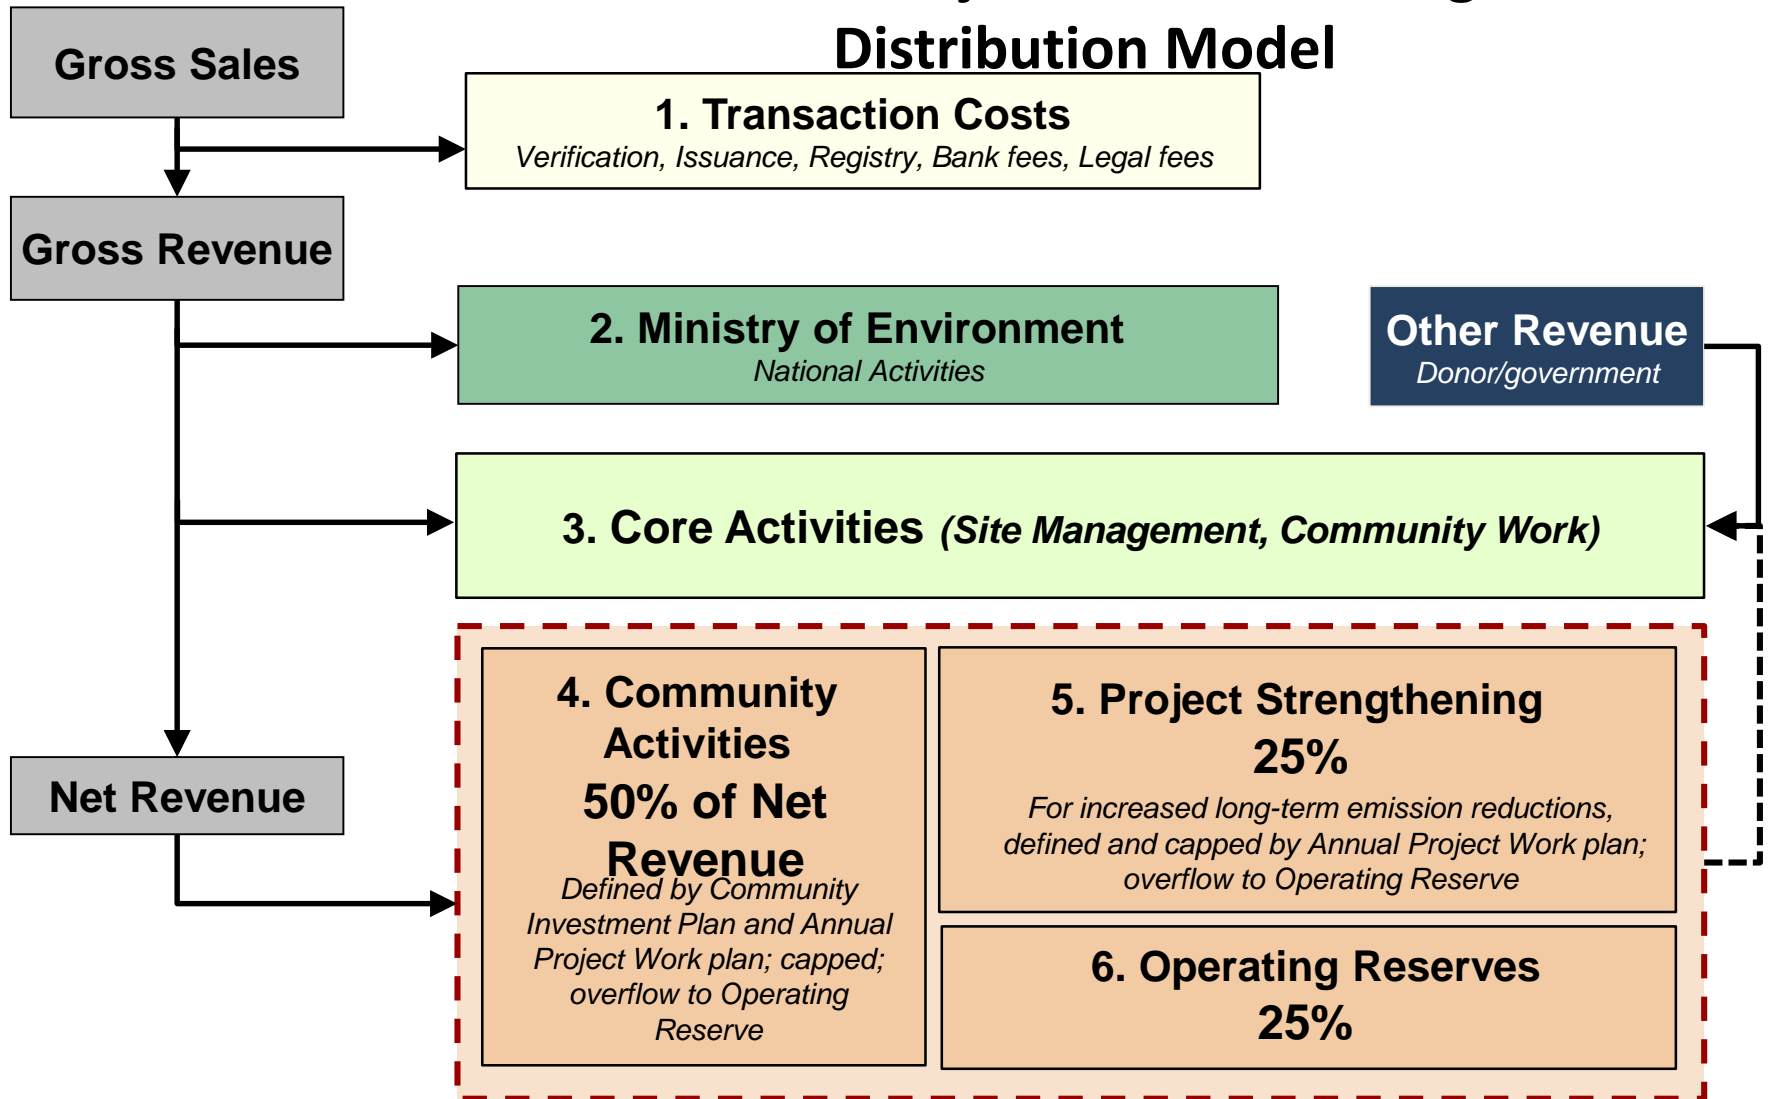 Distribution Model
Gross Sales
1. Transaction Costs
Verification, Issuance, Registry, Bank fees, Legal fees
Gross Revenue
2. Ministry of Environment
National Activities
Other Revenue
Donor/government
3. Core Activities (Site Management, Community Work)
4. Community
Activities
50% of Net
Revenue
Defined by Community
Investment Plan and Annual
Project Work plan; capped;
overflow to Operating
Reserve
5. Project Strengthening
25%
For increased long-term emission reductions,
defined and capped by Annual Project Work plan;
overflow to Operating Reserve
Net Revenue
6. Operating Reserves
25%